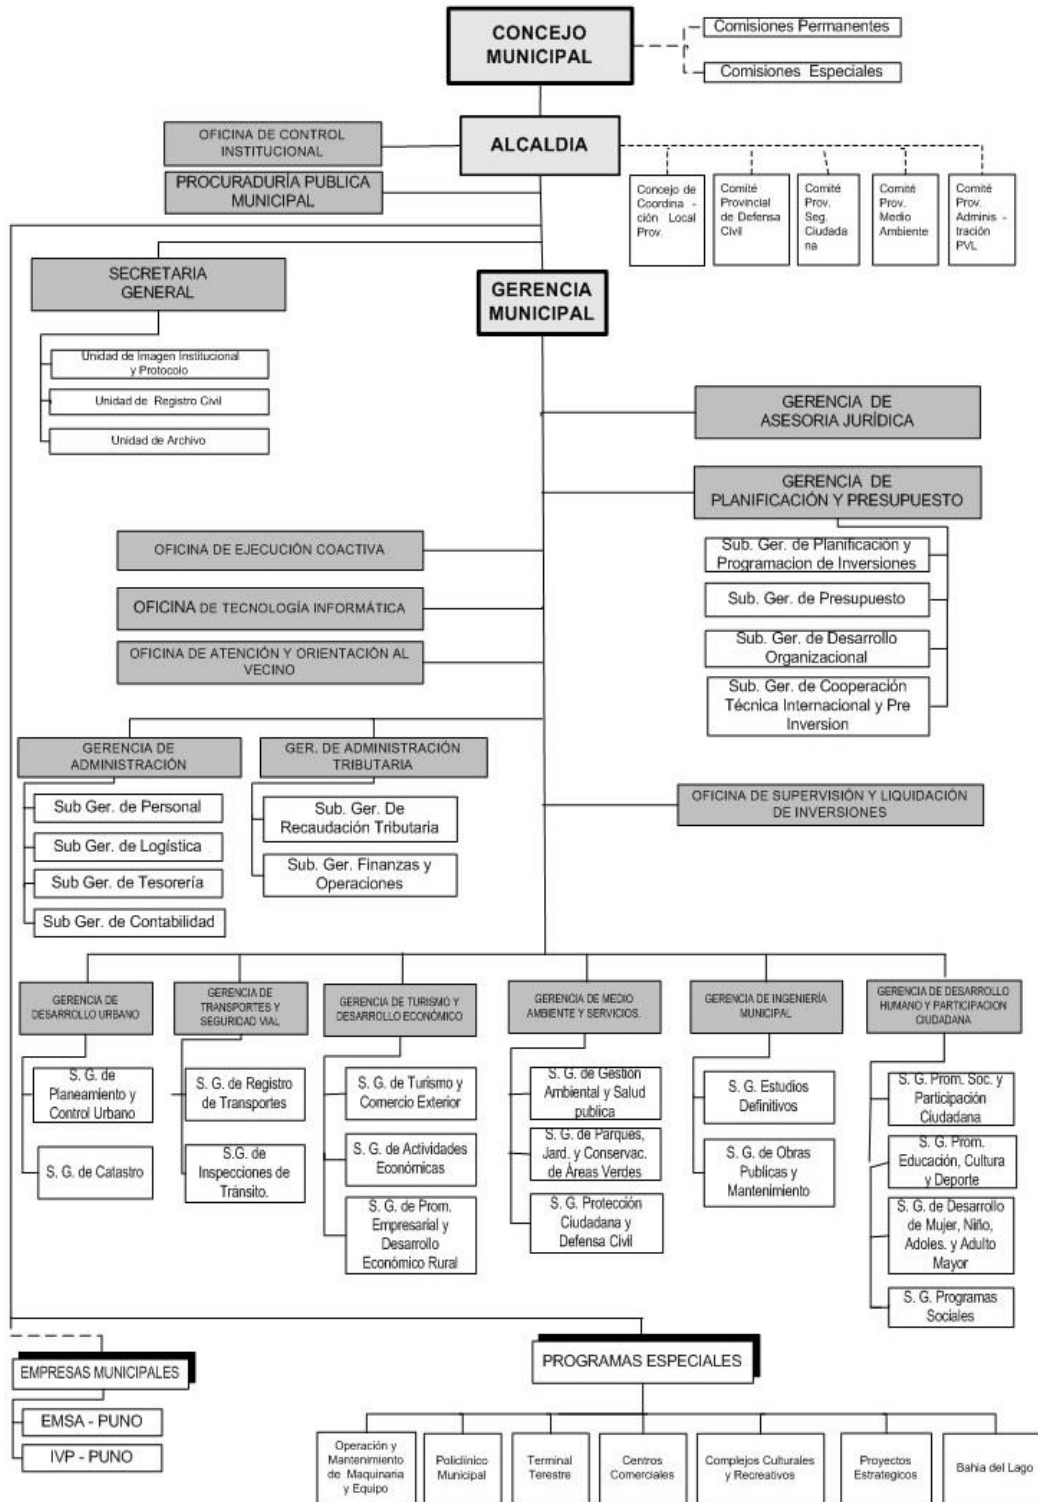 CONCEJO
MUNICIPAL
Comisiones Permanentes
Comisiones Especiales
OFICINA DE CONTROL
INSTITUCIONAL
ALCALDIA
PROCURADURÍA PUBLICA
MUNICIPAL
Concejo de
Coordina - 
ción Local
Prov.
Comité
Provincial
de Defensa
Civil
Comité
Prov.
Seg.
Ciudada
na
Comité
Prov.
Medio
Ambiente
Comité
Prov.
Adminis -
tración
PVL
SECRETARIA
GENERAL
GERENCIA
MUNICIPAL
Unidad de Imagen Institucional
y Protocolo
Unidad de Registro Civil
Unidad de Archivo
GERENCIA DE
ASESORIA JURÍDICA
GERENCIA DE
PLANIFICACIÓN Y PRESUPUESTO
Sub. Ger. de Planificación y
Programacion de Inversiones
Sub. Ger. de Presupuesto
Sub. Ger. de Desarrollo
Organizacional
Sub. Ger. de Cooperación
Técnica Internacional y Pre
Inversion
OFICINA DE EJECUCIÓN COACTIVA
OFICINA DE TECNOLOGÍA INFORMÁTICA
OFICINA DE ATENCIÓN Y ORIENTACIÓN AL
VECINO
GERENCIA DE
ADMINISTRACIÓN
Sub Ger. de Personal
Sub Ger. de Logística
Sub Ger. de Tesorería
Sub Ger. de Contabilidad
GER. DE ADMINISTRACIÓN
TRIBUTARIA
Sub. Ger. De
Recaudación Tributaria
Sub. Ger. Finanzas y
Operaciones
OFICINA DE SUPERVISIÓN Y LIQUIDACIÓN
DE INVERSIONES
GERENCIA DE
DESARROLLO URBANO
S. G. de
Planeamiento y
Control Urbano
S. G. de Catastro
GERENCIA DE
TRANSPORTES Y
SEGURIDAD VIAL
S. G. de Registro
de Transportes
S.G. de
Inspecciones de
Tránsito.
GERENCIA DE TURISMO Y
DESARROLLO ECONÓMICO
S. G. de Turismo y
Comercio Exterior
S. G. de Actividades
Económicas
S. G. de Prom.
Empresarial y
Desarrollo
Económico Rural
GERENCIA DE MEDIO
AMBIENTE Y SERVICIOS.
S. G. de Gestión
Ambiental y Salud
publica
S. G. de Parques,
Jard. y Conservac.
de Áreas Verdes
S. G. Protección
Ciudadana y
Defensa Civil
GERENCIA DE INGENIERÍA
MUNICIPAL
S. G. Estudios
Definitivos
S. G. de Obras
Publicas y
Mantenimiento
GERENCIA DE DESARROLLO
HUMANO Y PARTICIPACION
CIUDADANA
S. G. Prom. Soc. y
Participación
Ciudadana
S. G. Prom.
Educación, Cultura
y Deporte
S. G. de Desarrollo
de Mujer, Niño,
Adoles. y Adulto
Mayor
S. G. Programas
Sociales
EMPRESAS MUNICIPALES
EMSA - PUNO
IVP - PUNO
PROGRAMAS ESPECIALES
Operación y
Mantenimiento
de Maquinaria
y Equipo
Policlínico
Municipal
Terminal
Terestre
Centros
Comerciales
Complejos Culturales
y Recreativos
Proyectos
Estrategicos
Bahia del Lago